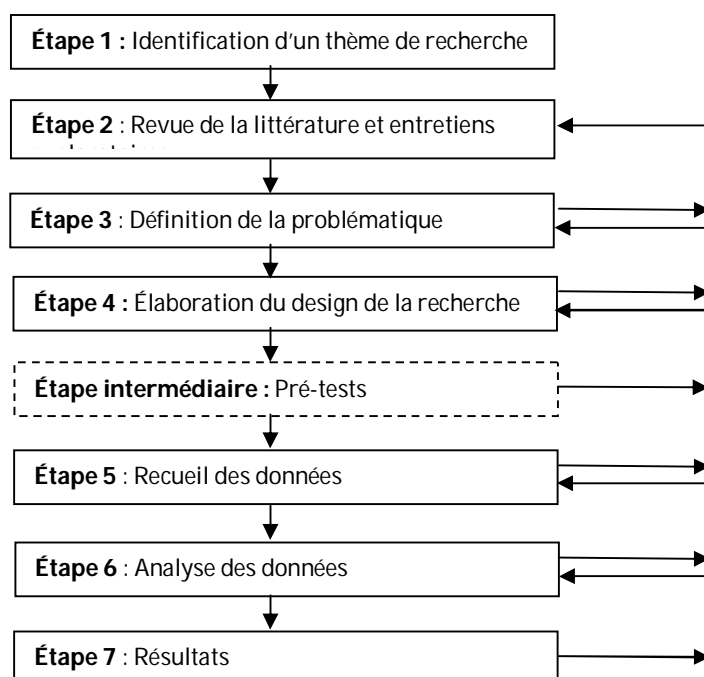 Étape 1 : Identification d'un thème de recherche
Étape 2 : Revue de la littérature et entretiens
Étape 3 : Définition de la problématique
Étape 4 : Élaboration du design de la recherche
Étape intermédiaire : Pré-tests
Étape 5 : Recueil des données
Étape 6 : Analyse des données
Étape 7 : Résultats